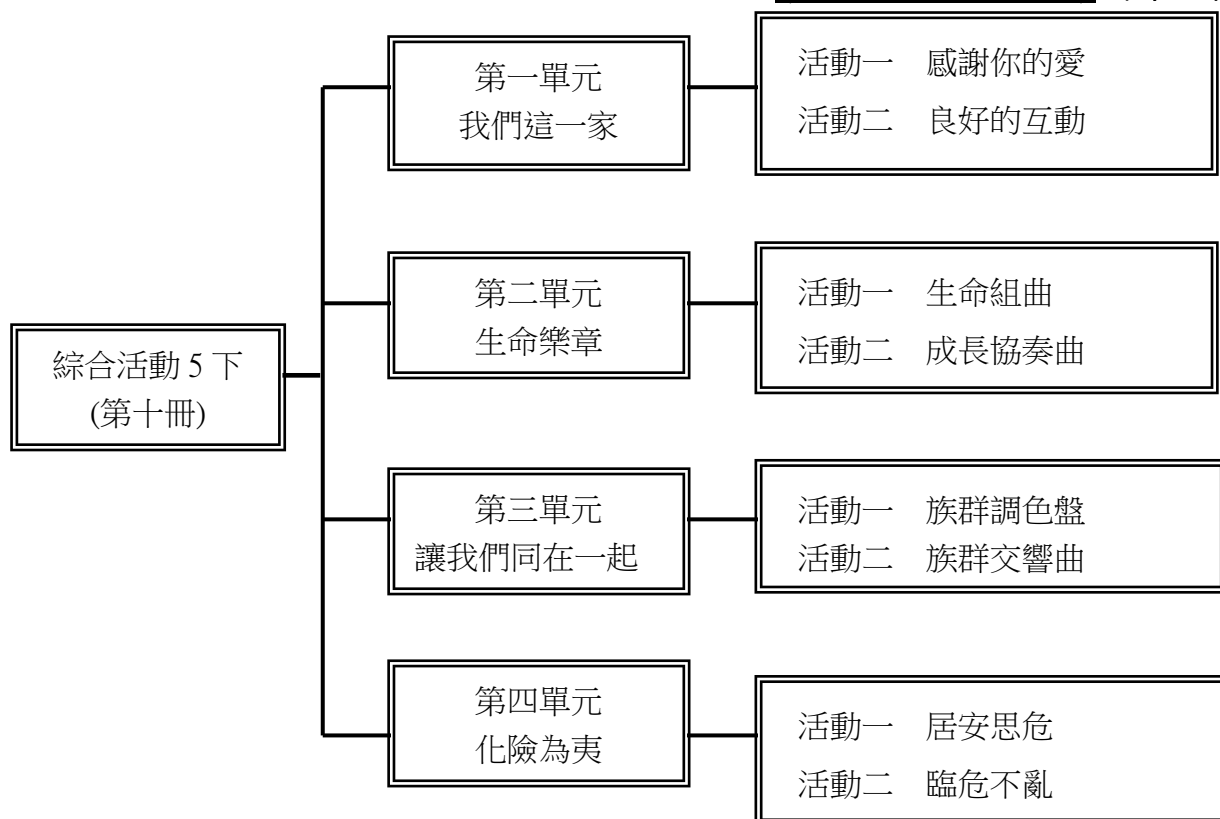 第一單元
我們這一家
活動一　感謝你的愛
活動二　良好的互動
第二單元
生命樂章
活動一　生命組曲
活動二　成長協奏曲
綜合活動 5 下
(第十冊)
第三單元
讓我們同在一起
活動一　族群調色盤
活動二　族群交響曲
第四單元
化險為夷
活動一　居安思危
活動二　臨危不亂